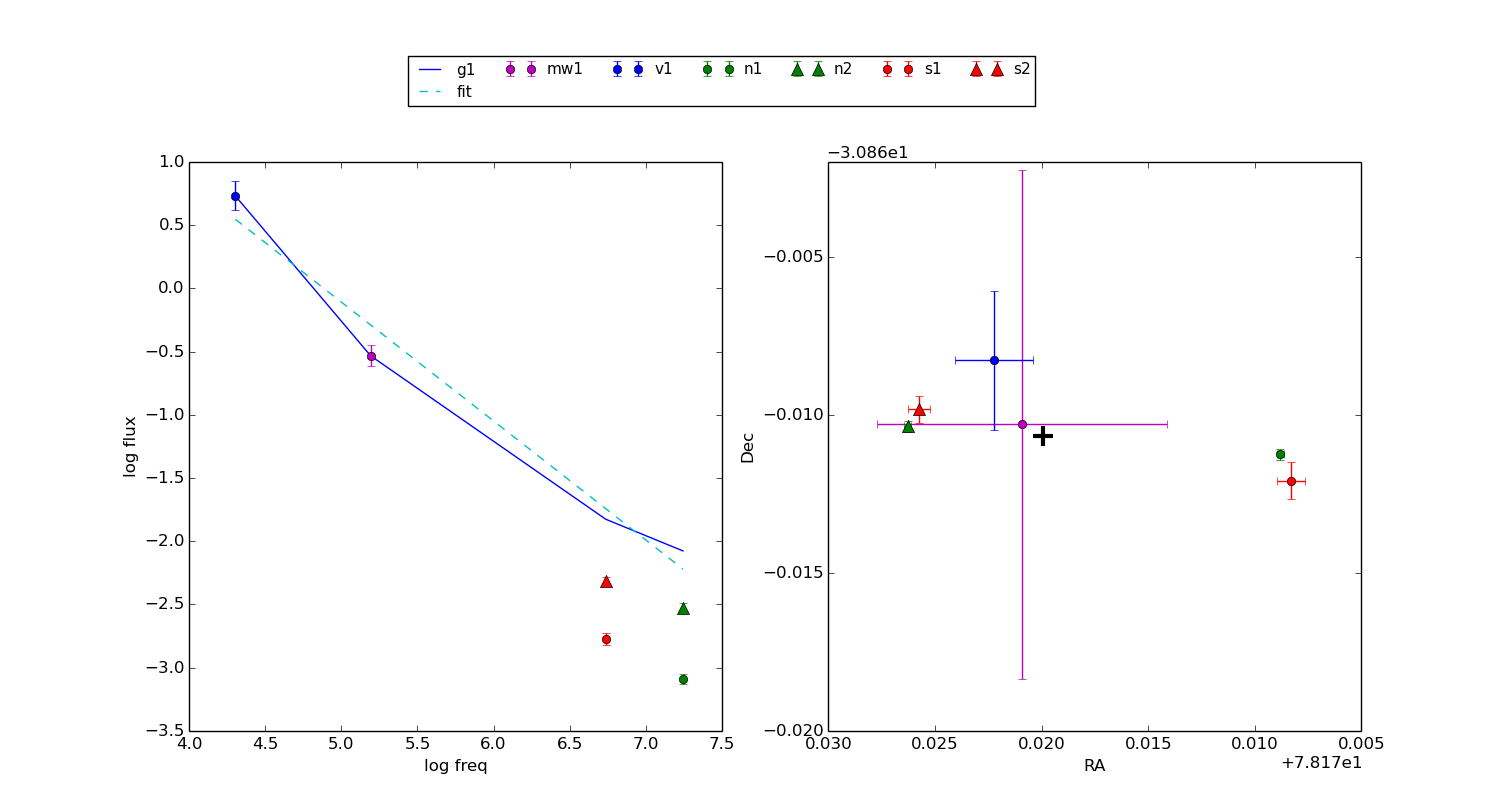 g1 mw1 v1 n1 n2 s1 s2
fit
1.0
0.5
0.0
−0.5
−1.0
−1.5
−2.0
−2.5
−3.0
−3.5
log flux
4.0 4.5 5.0 5.5 6.0 6.5 7.0 7.5
log freq
−3.086e1
−0.005
−0.010
−0.015
−0.020
Dec
0.030 0.025 0.020 0.015 0.010 0.005
RA
+7.817e1